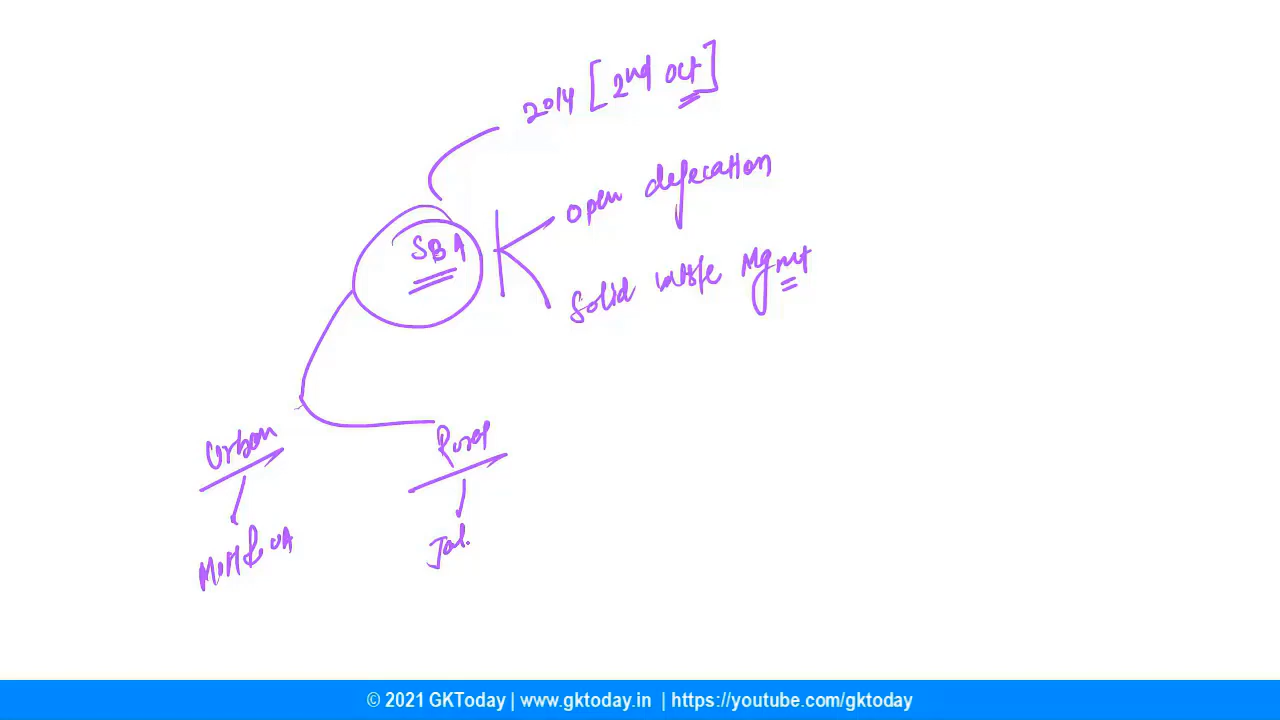 2014 [2nd Oct]
Open defecation
SBA
Solid waste Mgmt
Urban
Rural
MoH&UA
Jal.
© 2021 GKToday | www.gktoday.in | https://youtube.com/gktoday